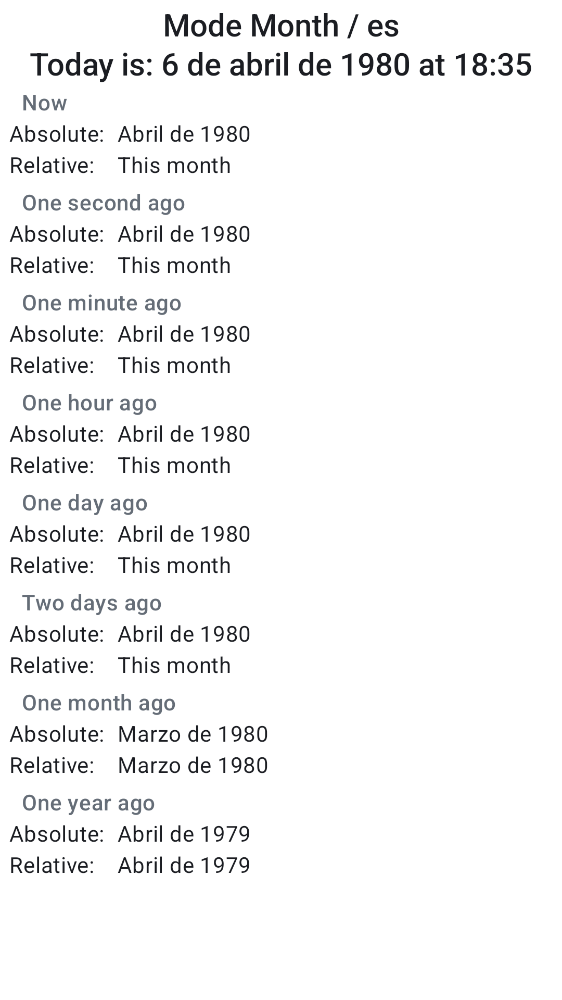 Mode Month / es
Today is: 6 de abril de 1980 at 18:35
Now
Absolute: Abril de 1980
Relative: This month
One second ago
Absolute: Abril de 1980
Relative: This month
One minute ago
Absolute: Abril de 1980
Relative: This month
One hour ago
Absolute: Abril de 1980
Relative: This month
One day ago
Absolute: Abril de 1980
Relative: This month
Two days ago
Absolute: Abril de 1980
Relative: This month
One month ago
Absolute: Marzo de 1980
Relative: Marzo de 1980
One year ago
Absolute: Abril de 1979
Relative: Abril de 1979